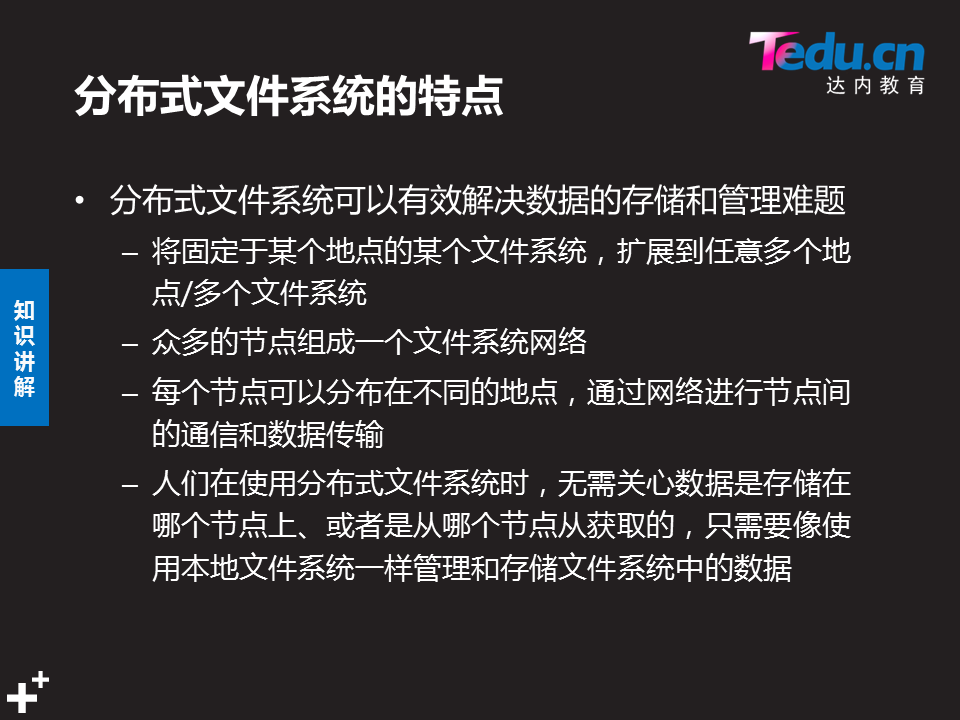 Tedu.cn
达内教育
分布式文件系统的特点
• 分布式文件系统可以有效解决数据的存储和管理难题
– 将固定于某个地点的某个文件系统，扩展到任意多个地
点/多个文件系统
– 众多的节点组成一个文件系统网络
– 每个节点可以分布在不同的地点，通过网络进行节点间
的通信和数据传输
– 人们在使用分布式文件系统时，无需关心数据是存储在
哪个节点上、或者是从哪个节点从获取的，只需要像使
用本地文件系统一样管理和存储文件系统中的数据
知
识
讲
解